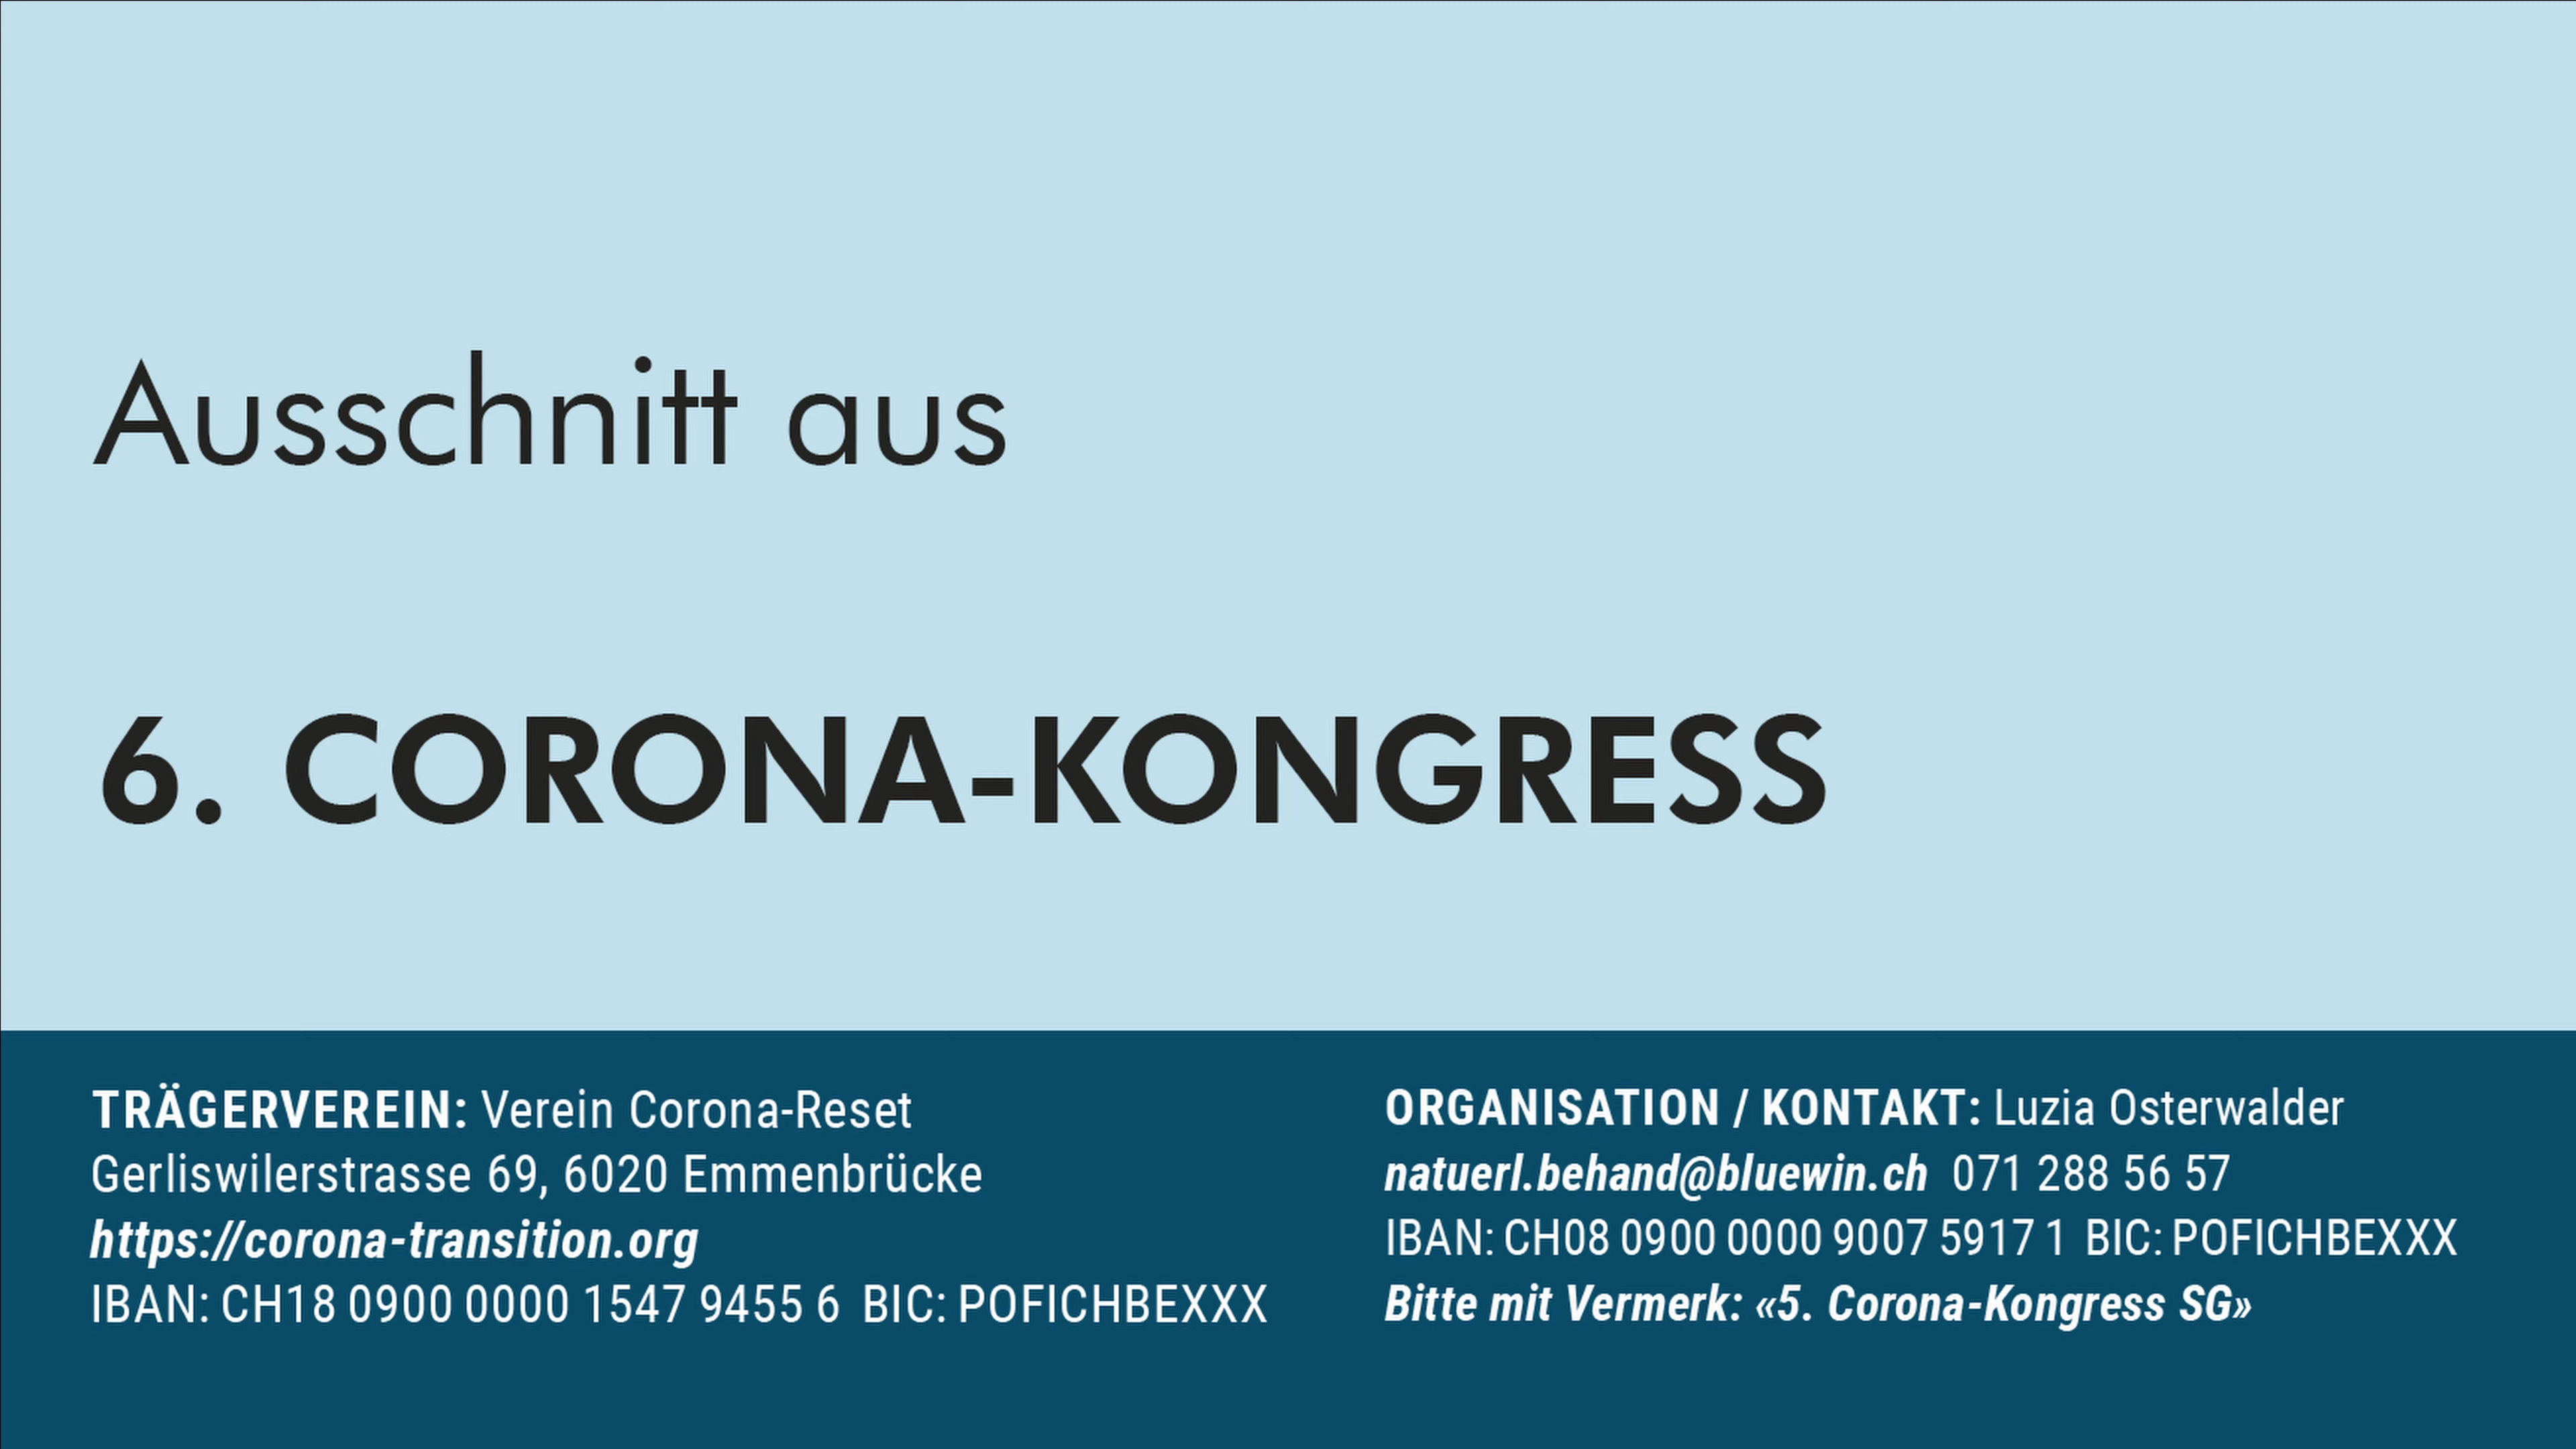 Ausschnitt aus
6. CORONA-KONGRESS
TRÄGERVEREIN: Verein Corona-Reset
Gerliswilerstrasse 69, 6020 Emmenbrücke
https://corona-transition.org
IBAN: CH18 0900 0000 1547 9455 6 BIC: POFICHBEXXX
ORGANISATION / KONTAKT: Luzia Osterwalder
natuerl.behand@bluewin.ch 071 288 56 57
IBAN: CH08 0900 0000 9007 5917 1 BIC: POFICHBEXXX
Bitte mit Vermerk: «5. Corona-Kongress SG»